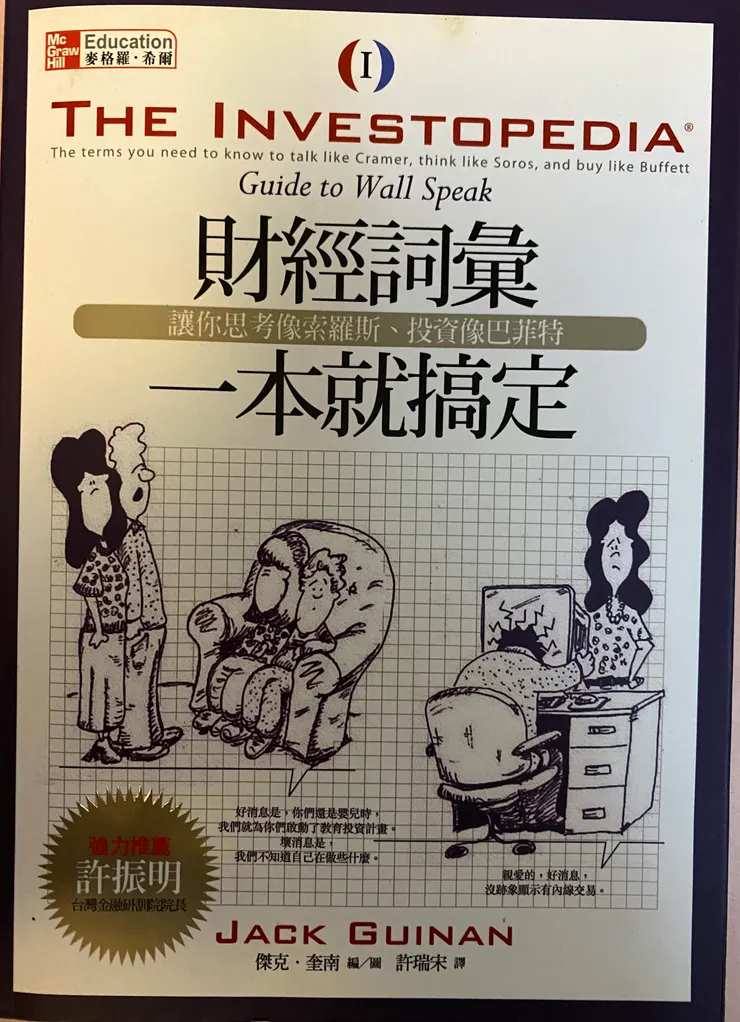 Mc
Graw
Hill
Education
麥格羅・希爾
I
THE INVESTOPEDIA®
The terms you need to know to talk like Cramer, think like Soros, and buy like Buffett
Guide to Wall Speak
財經詞彙
讓你思考像索羅斯、投資像巴菲特
一本就搞定
好消息是，你們還是嬰兒時，
我們就為你們啟動了教育投資計畫。
壞消息是，
我們不知道自己在做些什麼。
親愛的，好消息，
沒跡象顯示有內線交易。
強力推薦
許振明
台灣金融研訓院院長
JACK GUINAN
傑克・奎南 編／圖 許瑞宋 譯